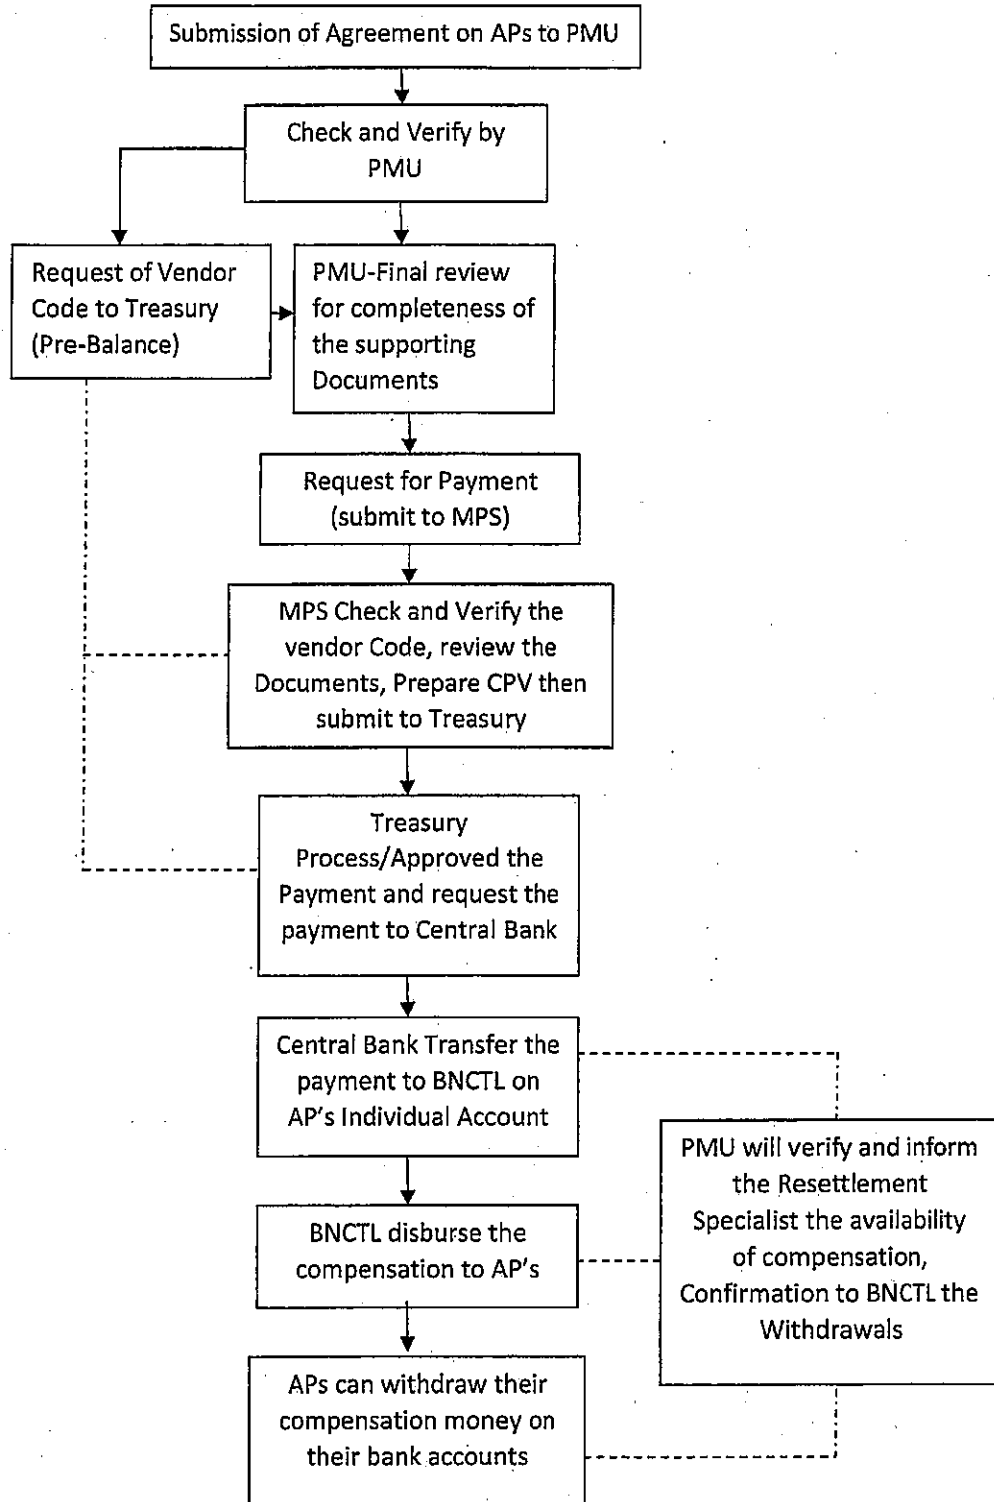 Submission of Agreement on APs to PMU
Check and Verify by
PMU
Request of Vendor
Code to Treasury
(Pre-Balance)
PMU-Final review
for completeness of
the supporting
Documents
Request for Payment
(submit to MPS)
MPS Check and Verify the
vendor Code, review the
Documents, Prepare CPV then
submit to Treasury
Treasury
Process/Approved the
Payment and request the
payment to Central Bank
Central Bank Transfer the
payment to BNCTL on
AP's Individual Account
PMU will verify and inform
the Resettlement
Specialist the availability
of compensation,
Confirmation to BNCTL the
Withdrawals
BNCTL disburse the
compensation to AP's
APs can withdraw their
compensation money on
their bank accounts